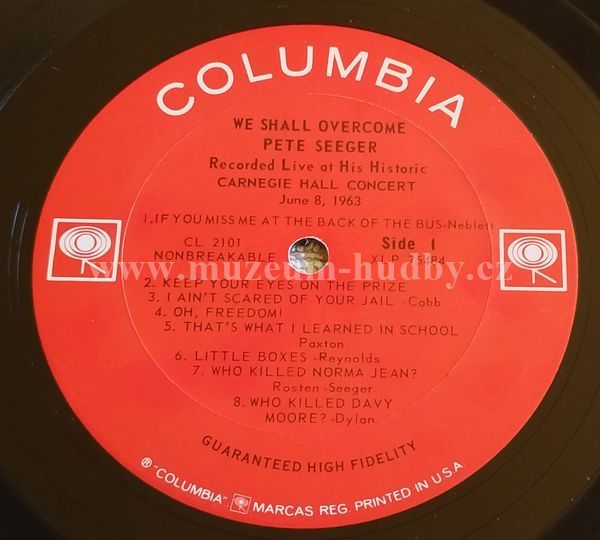 COLUMBIA
WE SHALL OVERCOME
PETE SEEGER
Recorded Live at His Historic
CARNEGIE HALL CONCERT
June 8, 1963
1. IF YOU MISS ME AT THE BACK OF THE BUS-Neblett
CL 2101 Side 1
NONBREAKABLE XLP 75484
www.muzeum-hudby.cz
2. KEEP YOUR EYES ON THE PRIZE
3. I AIN'T SCARED OF YOUR JAIL -Cobb
4. OH, FREEDOM!
5. THAT'S WHAT I LEARNED IN SCHOOL
Paxton
6. LITTLE BOXES -Reynolds
7. WHO KILLED NORMA JEAN?
Rosten -Seeger
8. WHO KILLED DAVY
MOORE? -Dylan
GUARANTEED HIGH FIDELITY
® "COLUMBIA" MARCAS REG. PRINTED IN U.S.A.